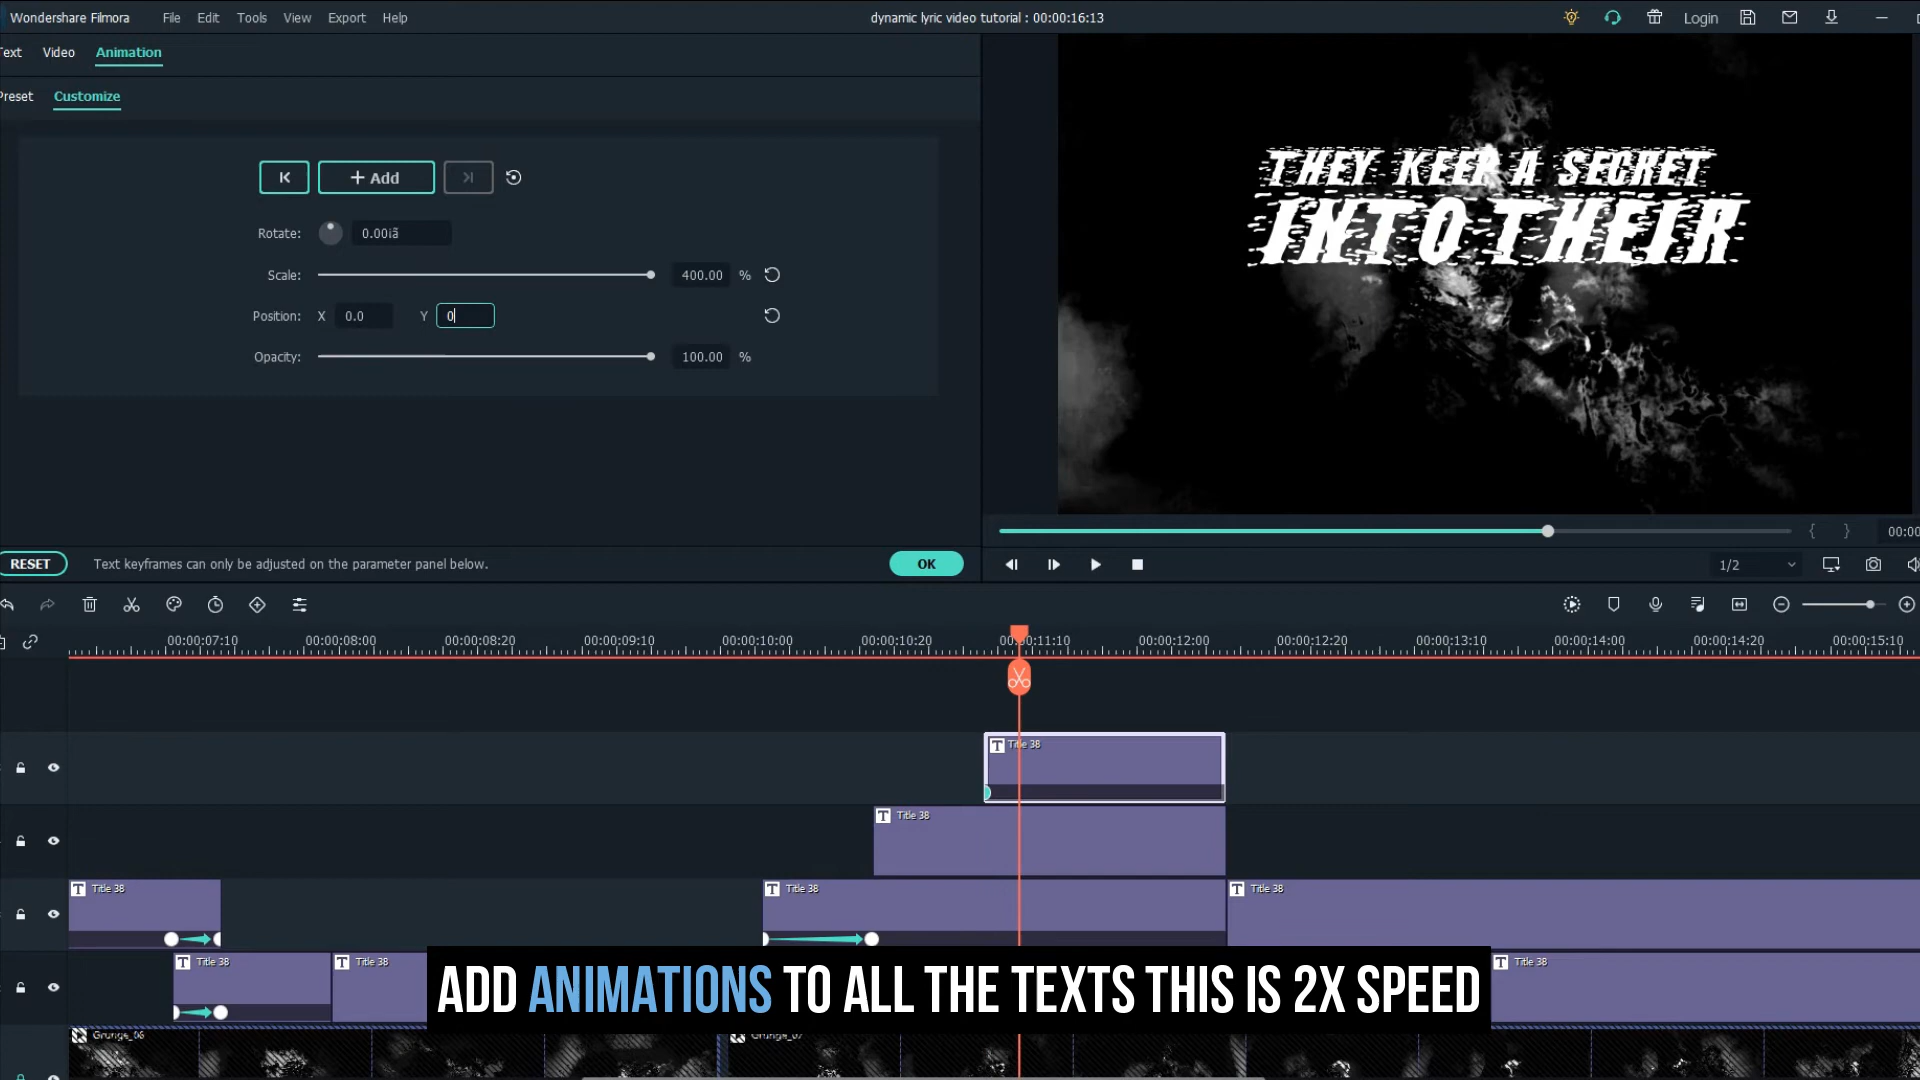 Wondershare Filmora File Edit Tools View Export Help dynamic lyric video tutorial : 00:00:16:13 Login
Text Video Animation
Preset Customize
+ Add
Rotate: 0.00iã
Scale: 400.00 %
Position: X 0.0 Y 0
Opacity: 100.00 %
THEY KEEP A SECRET
INTO THEIR
{ } 00:00
RESET Text keyframes can only be adjusted on the parameter panel below. OK
1/2
00:00:07:10 00:00:08:00 00:00:08:20 00:00:09:10 00:00:10:00 00:00:10:20 00:00:11:10 00:00:12:00 00:00:12:20 00:00:13:10 00:00:14:00 00:00:14:20 00:00:15:10
T Title 38
T Title 38
T Title 38 T Title 38 T Title 38
T Title 38 T Title 38 T Title 38
ADD ANIMATIONS TO ALL THE TEXTS THIS IS 2X SPEED
Grunge_06